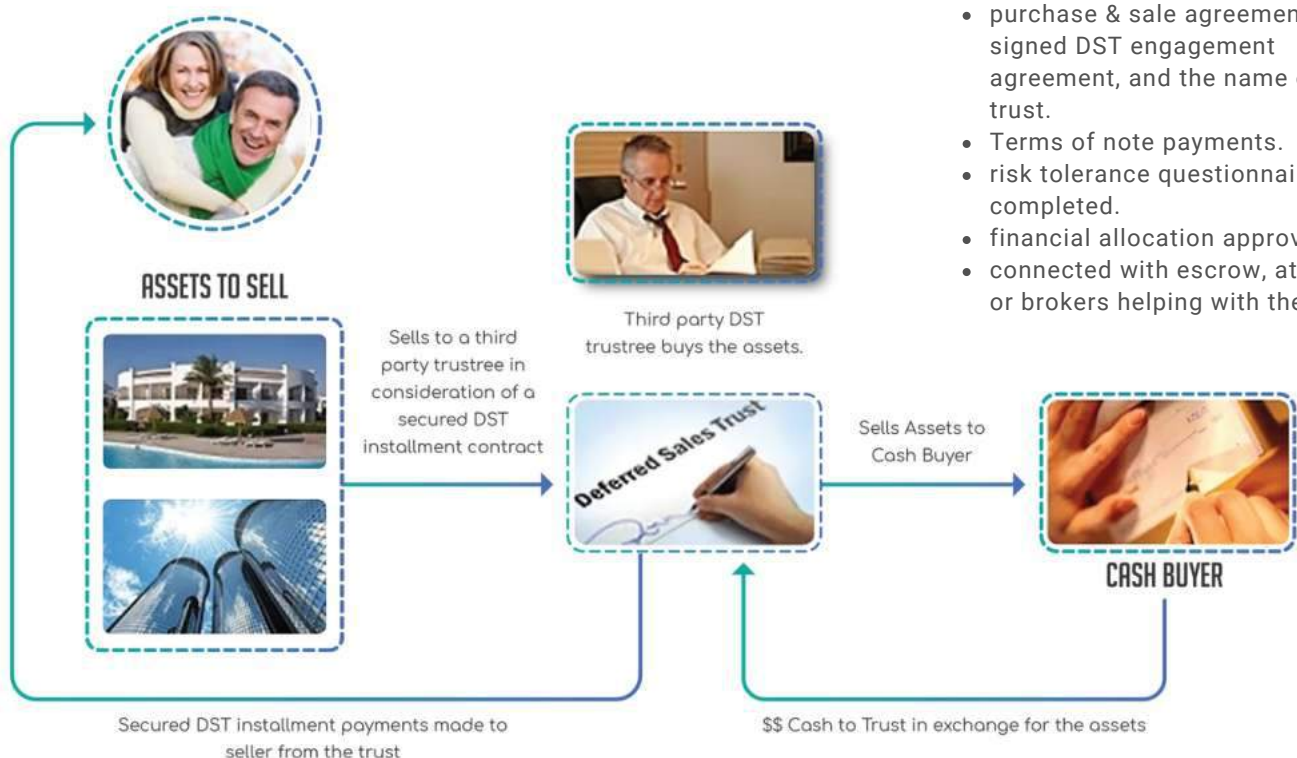 purchase & sale agreemen
signed DST engagement
agreement, and the name
trust.
Terms of note payments.
risk tolerance questionnai
completed.
financial allocation approv
connected with escrow, at
or brokers helping with the
ASSETS TO SELL
Sells to a third
party trustree in
consideration of a
secured DST
installment contract
Third party DST
trustree buys the assets.
Deferred Sales Trust
Sells Assets to
Cash Buyer
CASH BUYER
Secured DST installment payments made to
seller from the trust
$$ Cash to Trust in exchange for the assets